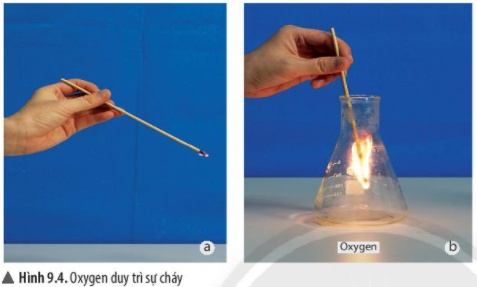 a
Oxygen
b
▲ Hình 9.4. Oxygen duy trì sự cháy